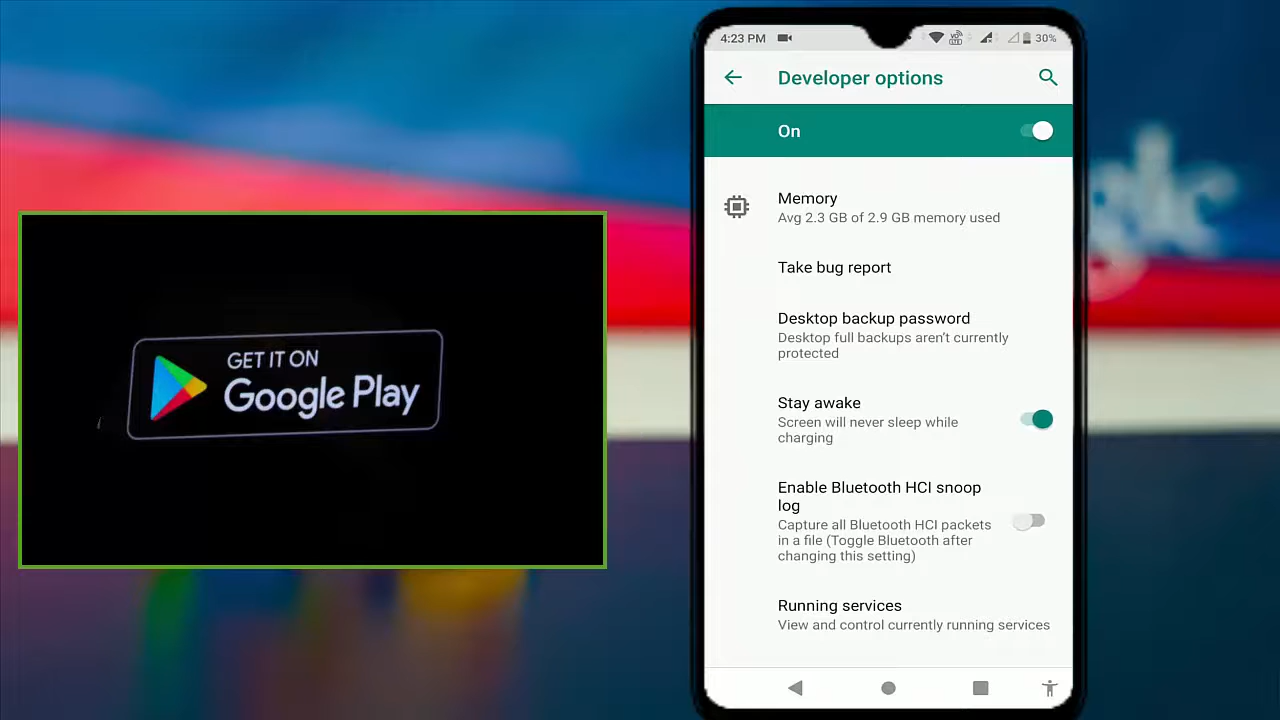 GET IT ON
Google Play
4:23 PM
30%
Developer options
On
Memory
Avg 2.3 GB of 2.9 GB memory used
Take bug report
Desktop backup password
Desktop full backups aren't currently
protected
Stay awake
Screen will never sleep while
charging
Enable Bluetooth HCI snoop
log
Capture all Bluetooth HCI packets
in a file (Toggle Bluetooth after
changing this setting)
Running services
View and control currently running services